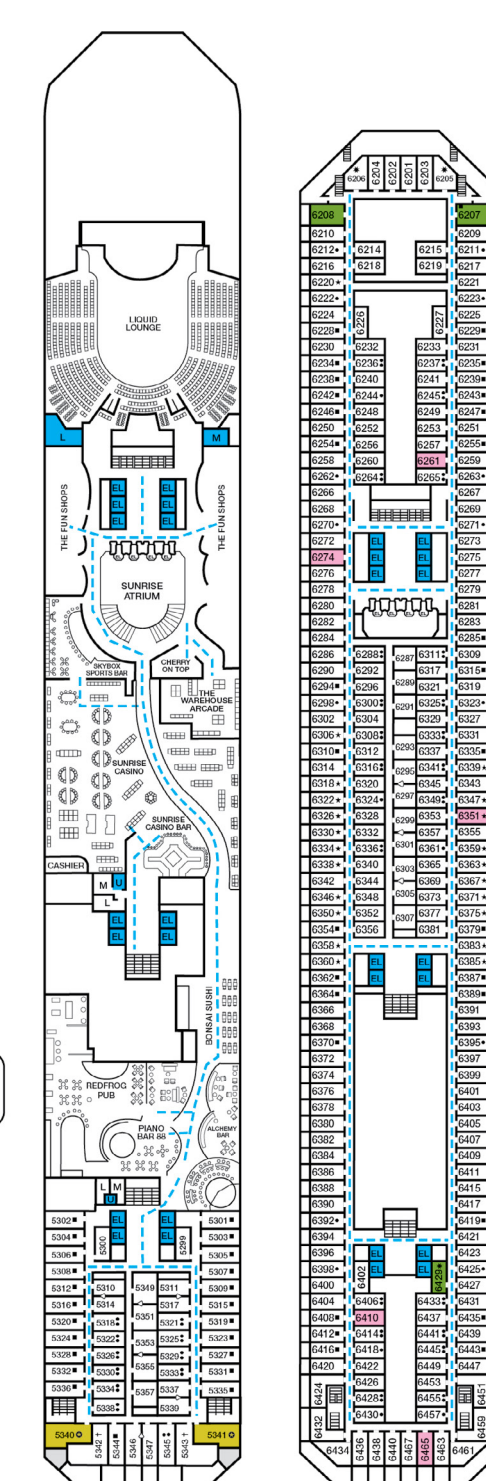 LIQUID
LOUNGE
L
M
THE FUN SHOPS
THE FUN SHOPS
EL EL
EL EL
EL EL
SUNRISE
ATRIUM
SKYBOX
SPORTS BAR
CHERRY
ON TOP
THE
WAREHOUSE
ARCADE
SUNRISE
CASINO
SUNRISE
CASINO BAR
CASHIER
M U
L
EL EL
EL EL
BONSAI SUSHI
REDFROG
PUB
PIANO
BAR 88
ALCHEMY
BAR
L M
U
5302 EL EL 5301
5304 5300 EL EL 5299 5303
5306 5305
5308 5307
5312 5310 5349 5311 5309
5316 5314 5351 5317 5315
5320 5318 5321 5319
5324 5322 5353 5325 5323
5328 5326 5355 5329 5327
5332 5330 5333 5331
5336 5334 5357 5337 5335
5338 5339
5340 5342 5344 5346 5347 5345 5343 5341
6206 6204 6202 6201 6203 6205
6208 6207
6210 6209
6212 6214 6215 6211
6216 6218 6219 6217
6220 6221
6222 6223
6224 6226 6227 6225
6228 6229
6230 6232 6233 6231
6234 6236 6237 6235
6238 6240 6241 6239
6242 6244 6245 6243
6246 6248 6249 6247
6250 6252 6253 6251
6254 6256 6257 6255
6258 6260 6261 6259
6262 6264 6265 6263
6266 6267
6268 6269
6270 6271
6272 EL EL 6273
6274 EL EL 6275
6276 EL EL 6277
6278 6279
6280 6281
6282 6283
6284 6285
6286 6288 6287 6311 6309
6290 6292 6317 6315
6294 6296 6289 6321 6319
6298 6300 6291 6325 6323
6302 6304 6329 6327
6306 6308 6333 6331
6310 6312 6293 6337 6335
6314 6316 6295 6341 6339
6318 6320 6345 6343
6322 6324 6297 6349 6347
6326 6328 6299 6353 6351
6330 6332 6357 6355
6334 6336 6301 6361 6359
6338 6340 6303 6365 6363
6342 6344 6369 6367
6346 6348 6305 6373 6371
6350 6352 6307 6377 6375
6354 6356 6381 6379
6358 6383
6360 EL EL 6385
6362 EL EL 6387
6364 6389
6366 6391
6368 6393
6370 6395
6372 6397
6374 6399
6376 6401
6378 6403
6380 6405
6382 6407
6384 6409
6386 6411
6388 6415
6390 6417
6392 6419
6394 6421
6396 EL EL 6423
6398 6402 EL EL 6429 6425
6400 6427
6404 6406 6433 6431
6408 6410 6437 6435
6412 6414 6441 6439
6416 6418 6445 6443
6420 6422 6449 6447
6424 6426 6453 6451
6428 6455
6432 6430 6457 6459
6434 6436 6438 6440 6467 6465 6463 6461